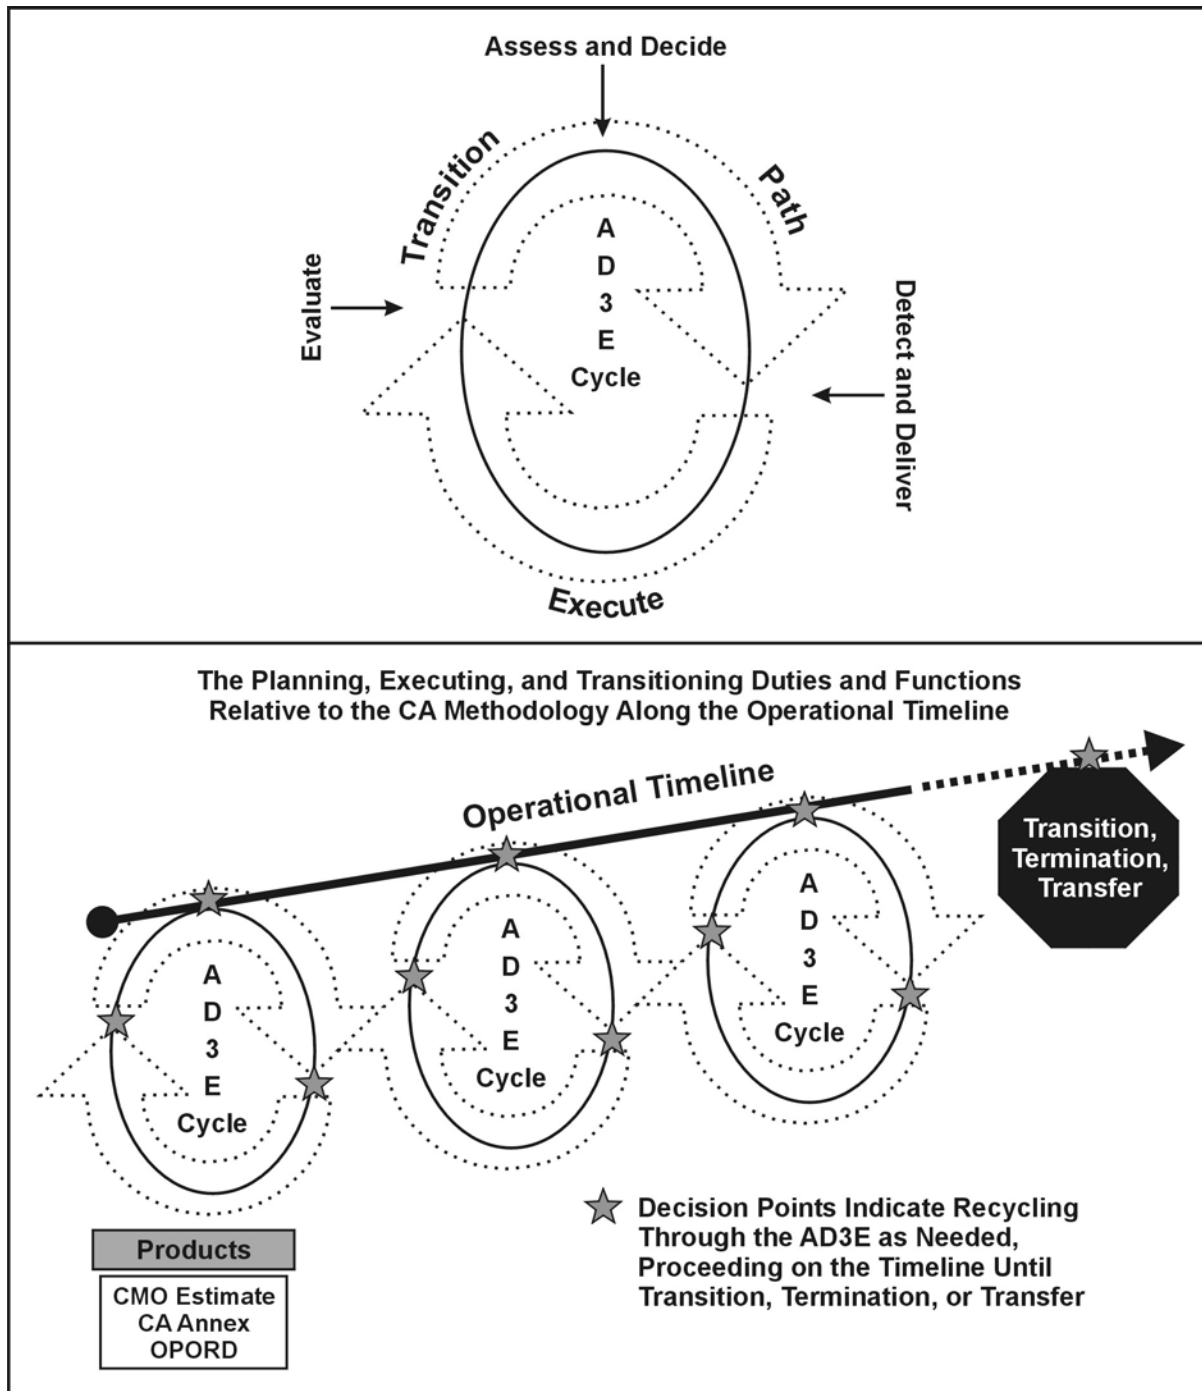 Assess and Decide
Transition
Path
A
D
3
E
Cycle
Evaluate
Detect and Deliver
Execute
The Planning, Executing, and Transitioning Duties and Functions
Relative to the CA Methodology Along the Operational Timeline
Operational Timeline
Transition,
Termination,
Transfer
A
D
3
E
Cycle
A
D
3
E
Cycle
A
D
3
E
Cycle
Products
CMO Estimate
CA Annex
OPORD
Decision Points Indicate Recycling
Through the AD3E as Needed,
Proceeding on the Timeline Until
Transition, Termination, or Transfer